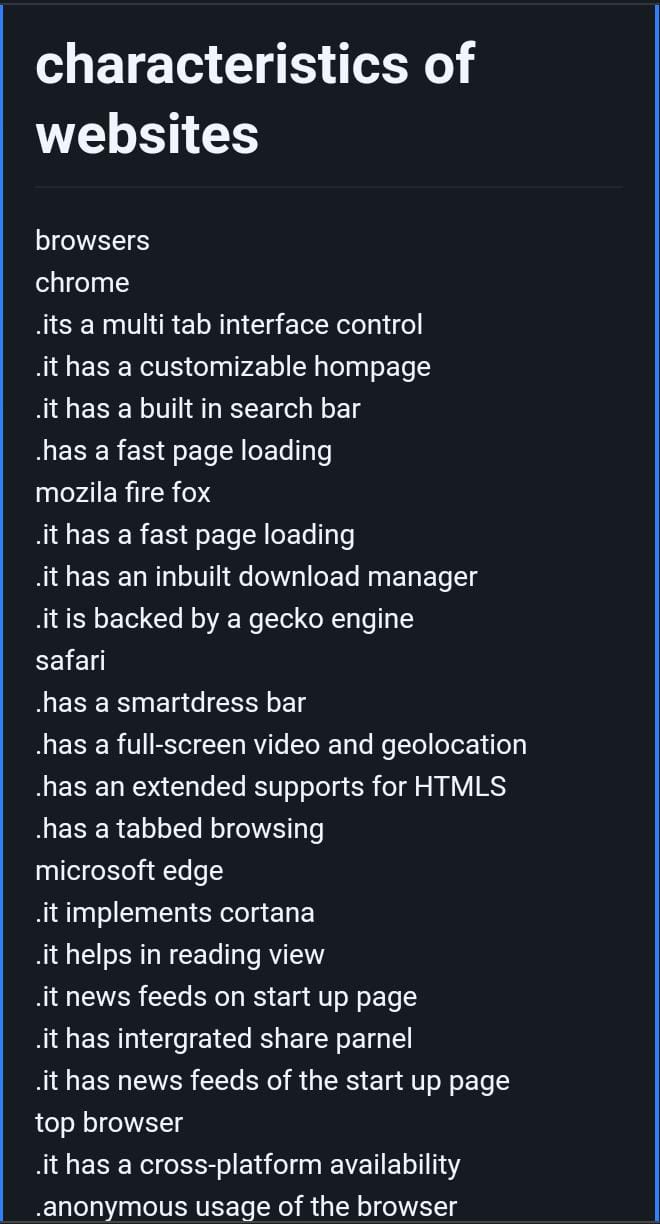 characteristics of
websites
browsers
chrome
.its a multi tab interface control
.it has a customizable hompage
.it has a built in search bar
.has a fast page loading
mozila fire fox
.it has a fast page loading
.it has an inbuilt download manager
.it is backed by a gecko engine
safari
.has a smartdress bar
.has a full-screen video and geolocation
.has an extended supports for HTMLS
.has a tabbed browsing
microsoft edge
.it implements cortana
.it helps in reading view
.it news feeds on start up page
.it has intergrated share parnel
.it has news feeds of the start up page
top browser
.it has a cross-platform availability
.anonymous usage of the browser